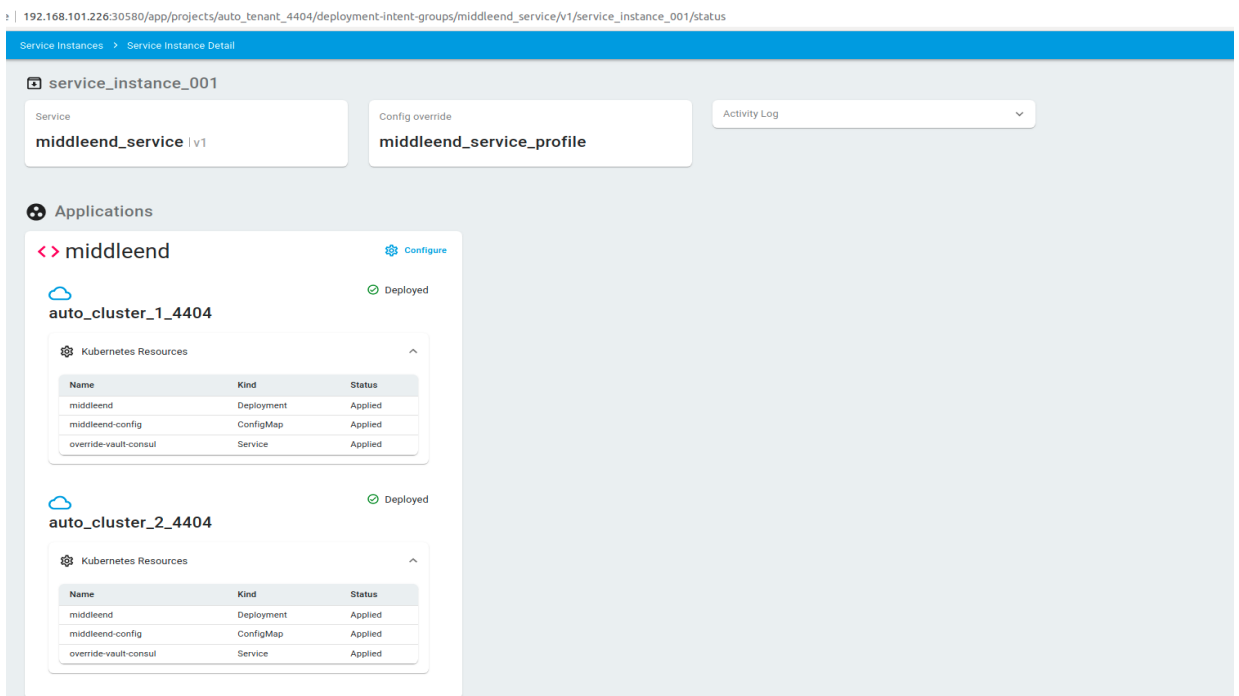 192.168.101.226:30580/app/projects/auto_tenant_4404/deployment-intent-groups/middleend_service/v1/service_instance_001/status
Service Instances > Service Instance Detail
service_instance_001
Service
middleend_service | v1
Config override
middleend_service_profile
Activity Log
Applications
<> middleend
Configure
Deployed
auto_cluster_1_4404
Kubernetes Resources
Name Kind Status
middleend Deployment Applied
middleend-config ConfigMap Applied
override-vault-consul Service Applied
Deployed
auto_cluster_2_4404
Kubernetes Resources
Name Kind Status
middleend Deployment Applied
middleend-config ConfigMap Applied
override-vault-consul Service Applied